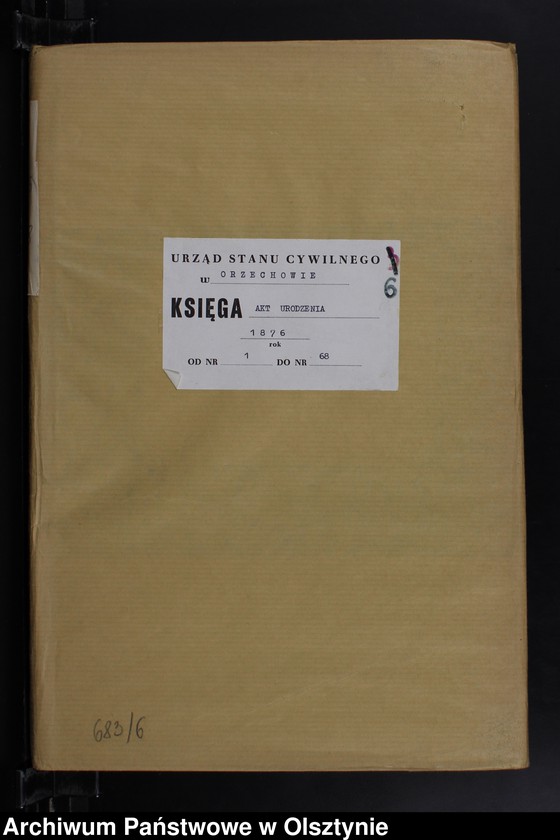 URZĄD STANU CYWILNEGO
w ORZECHOWIE
6
KSIĘGA AKT URODZENIA
1876
rok
OD NR 1 DO NR 68
683/6
Archiwum Państwowe w Olsztynie